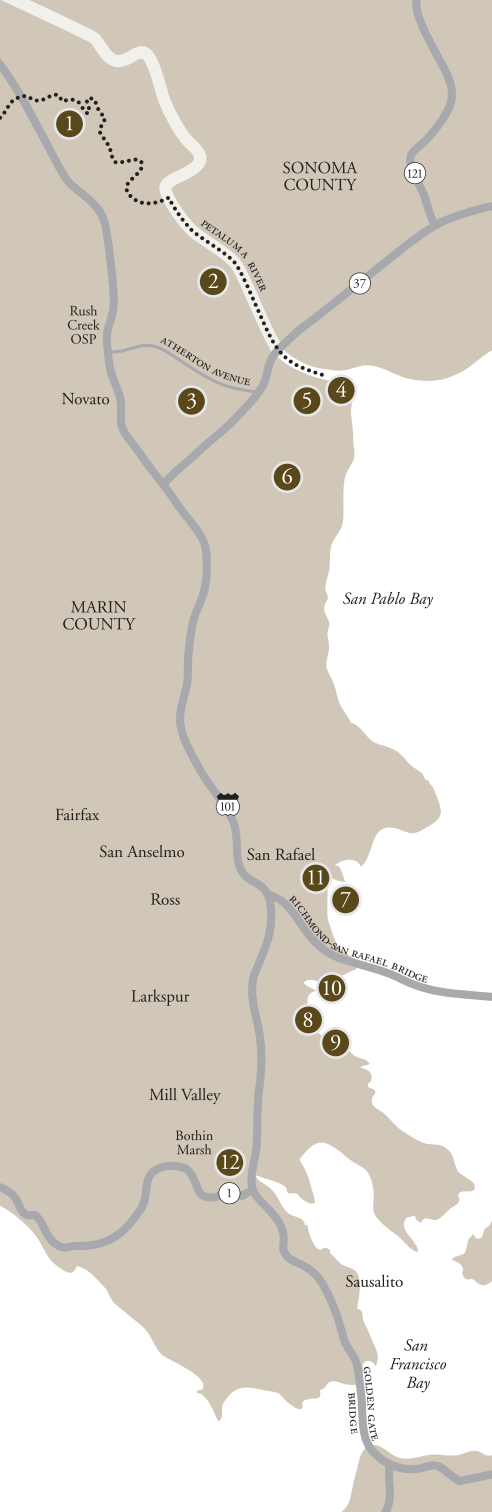 1
SONOMA
COUNTY
121
PETALUMA RIVER
2
37
Rush
Creek
OSP
ATHERTON AVENUE
Novato
3
5
4
6
San Pablo Bay
MARIN
COUNTY
101
Fairfax
San Anselmo
San Rafael
11
7
Ross
RICHMOND–SAN RAFAEL BRIDGE
10
Larkspur
8
9
Mill Valley
Bothin
Marsh
12
1
Sausalito
San
Francisco
Bay
GOLDEN GATE
BRIDGE